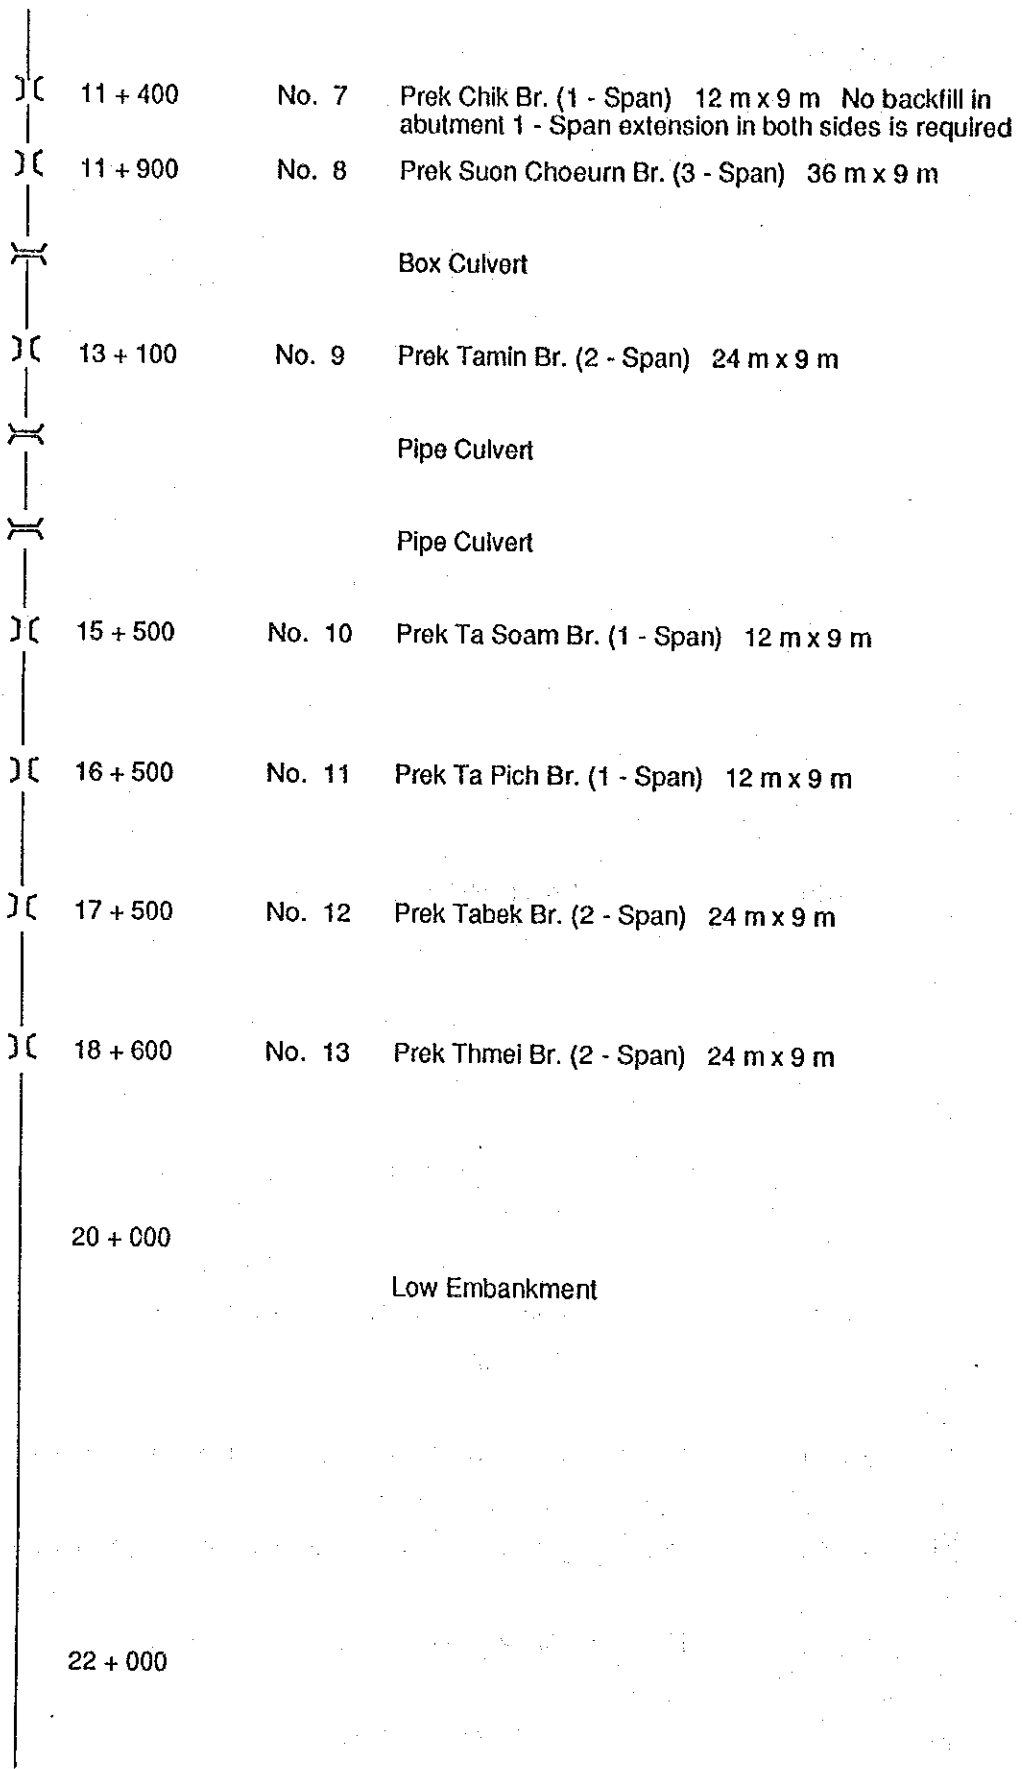 11 + 400 No. 7 Prek Chik Br. (1 - Span) 12 m x 9 m No backfill in
abutment 1 - Span extension in both sides is required
11 + 900 No. 8 Prek Suon Choeurn Br. (3 - Span) 36 m x 9 m
Box Culvert
13 + 100 No. 9 Prek Tamin Br. (2 - Span) 24 m x 9 m
Pipe Culvert
Pipe Culvert
15 + 500 No. 10 Prek Ta Soam Br. (1 - Span) 12 m x 9 m
16 + 500 No. 11 Prek Ta Pich Br. (1 - Span) 12 m x 9 m
17 + 500 No. 12 Prek Tabek Br. (2 - Span) 24 m x 9 m
18 + 600 No. 13 Prek Thmei Br. (2 - Span) 24 m x 9 m
20 + 000
Low Embankment
22 + 000